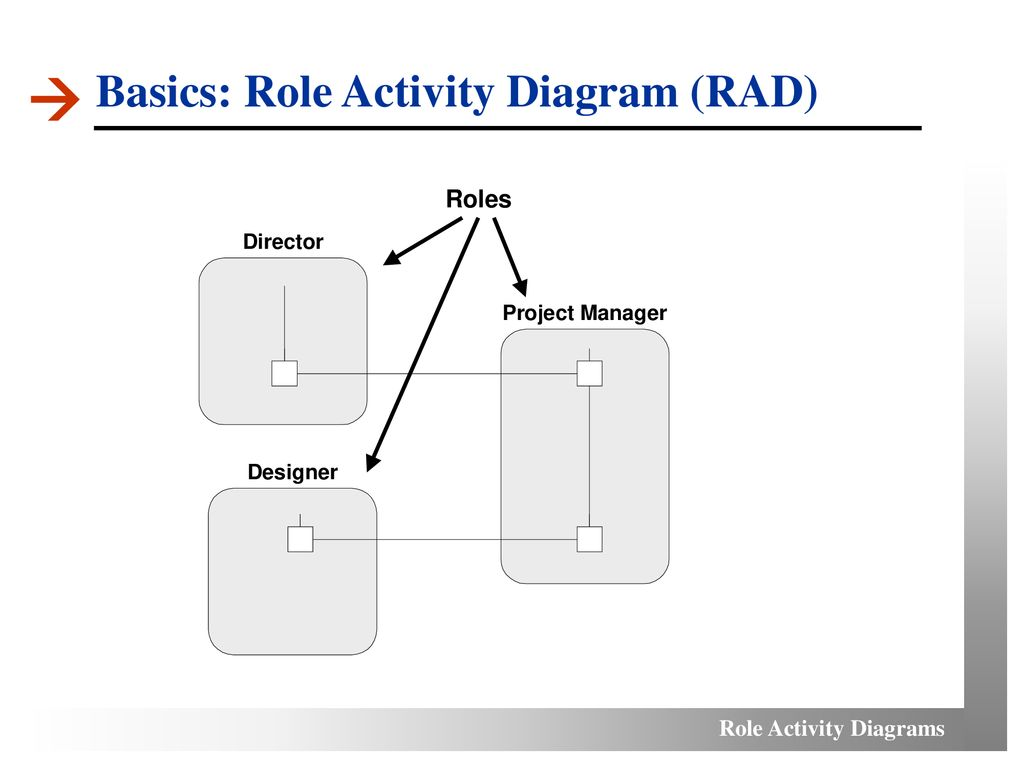 Basics: Role Activity Diagram (RAD)
Roles
Director
Project Manager
Designer
Role Activity Diagrams